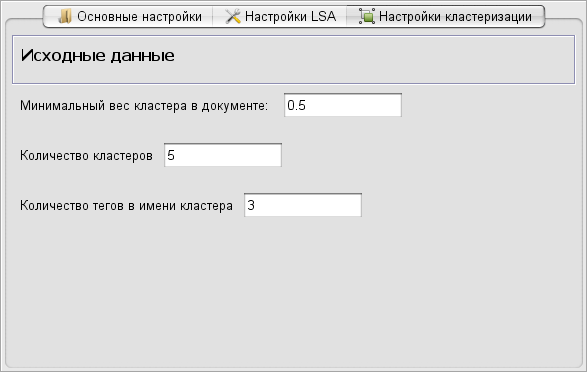 Основные настройки Настройки LSA Настройки кластеризации
Исходные данные
Минимальный вес кластера в документе: 0.5
Количество кластеров 5
Количество тегов в имени кластера 3